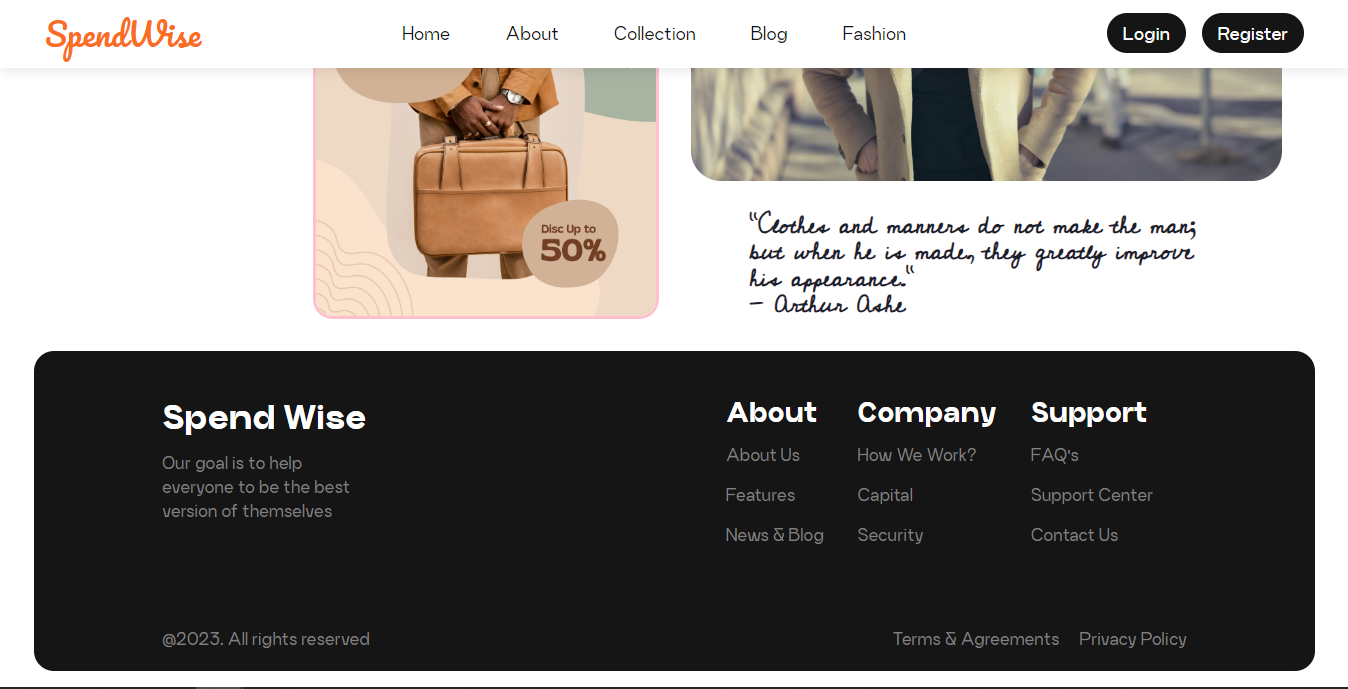 SpendWise
Home About Collection Blog Fashion
Login Register
Disc Up to
50%
"Clothes and manners do not make the man;
but when he is made, they greatly improve
his appearance."
– Arthur Ashe
Spend Wise
Our goal is to help
everyone to be the best
version of themselves
About
About Us
Features
News & Blog
Company
How We Work?
Capital
Security
Support
FAQ's
Support Center
Contact Us
@2023. All rights reserved
Terms & Agreements Privacy Policy